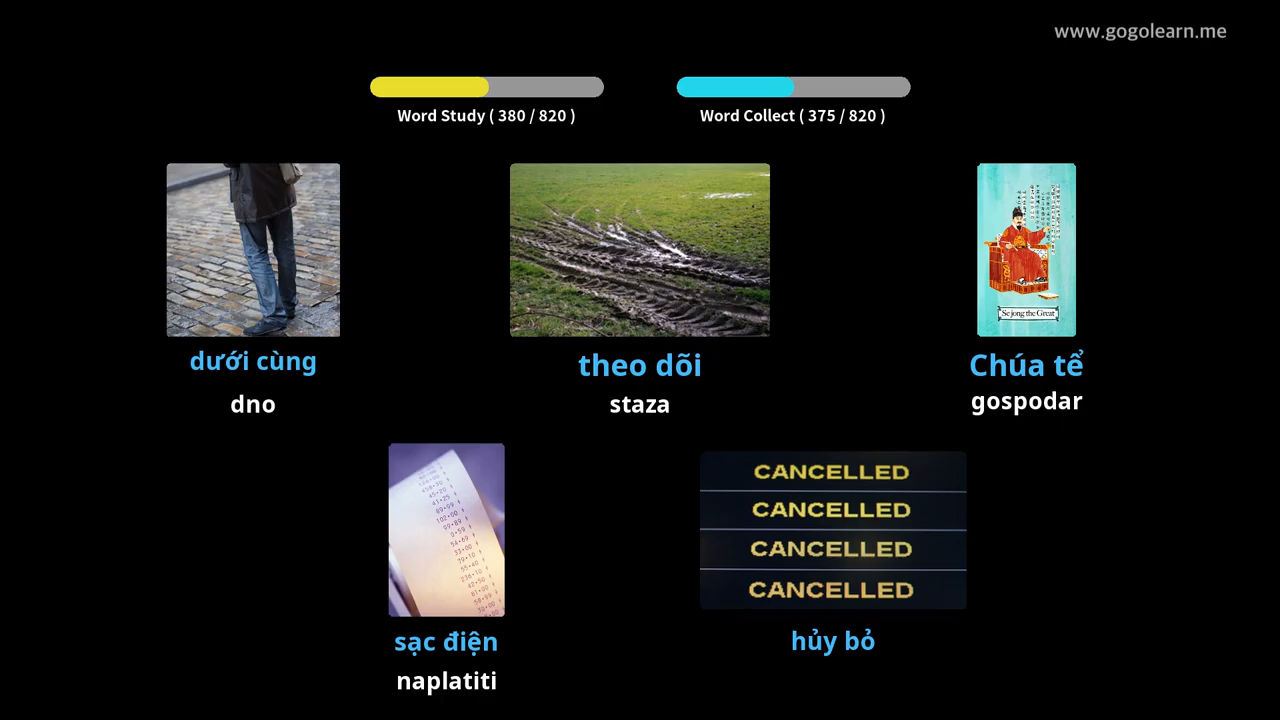 www.gogolearn.me
Word Study ( 380 / 820 )
Word Collect ( 375 / 820 )
Se jong the Great
dưới cùng
theo dõi
Chúa tể
dno
staza
gospodar
CANCELLED
CANCELLED
CANCELLED
CANCELLED
sạc điện
hủy bỏ
naplatiti